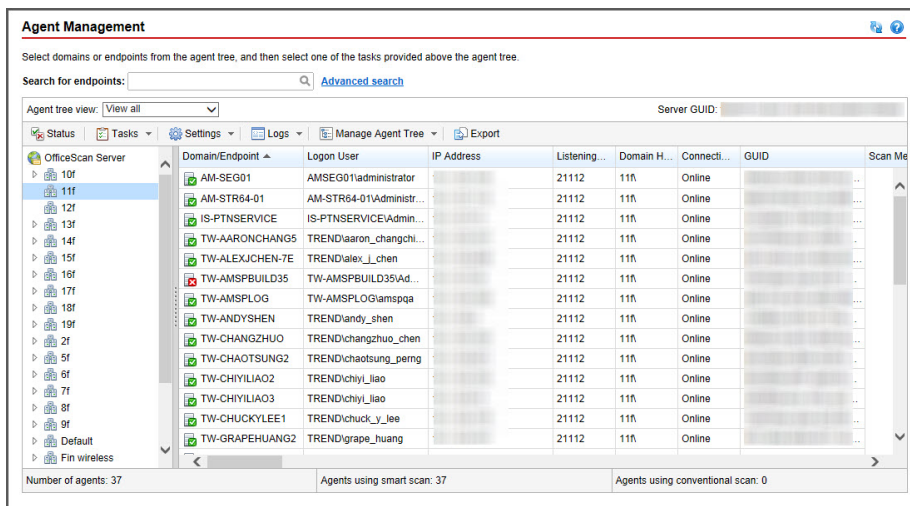 Agent Management
Select domains or endpoints from the agent tree, and then select one of the tasks provided above the agent tree.
Search for endpoints: Advanced search
Agent tree view: View all Server GUID:
Status Tasks Settings Logs Manage Agent Tree Export
OfficeScan Server
10f
11f
12f
13f
14f
15f
16f
17f
18f
19f
2f
5f
6f
7f
8f
9f
Default
Fin wireless
Domain/Endpoint Logon User IP Address Listening... Domain H... Connecti... GUID Scan Me
AM-SEG01 AMSEG01\administrator 21112 11f\ Online
AM-STR64-01 AM-STR64-01\Administr... 21112 11f\ Online
IS-PTNSERVICE IS-PTNSERVICE\Admin... 21112 11f\ Online
TW-AARONCHANG5 TREND\aaron_changchi... 21112 11f\ Online
TW-ALEXJCHEN-7E TREND\alex_j_chen 21112 11f\ Online
TW-AMSPBUILD35 TW-AMSPBUILD35\Ad... 21112 11f\ Online
TW-AMSPLOG TW-AMSPLOG\amspqa 21112 11f\ Online
TW-ANDYSHEN TREND\andy_shen 21112 11f\ Online
TW-CHANGZHUO TREND\changzhuo_chen 21112 11f\ Online
TW-CHAOTSUNG2 TREND\chaotsung_perng 21112 11f\ Online
TW-CHIYILIAO2 TREND\chiyi_liao 21112 11f\ Online
TW-CHIYILIAO3 TREND\chiyi_liao 21112 11f\ Online
TW-CHUCKYLEE1 TREND\chuck_y_lee 21112 11f\ Online
TW-GRAPEHUANG2 TREND\grape_huang 21112 11f\ Online
Number of agents: 37 Agents using smart scan: 37 Agents using conventional scan: 0